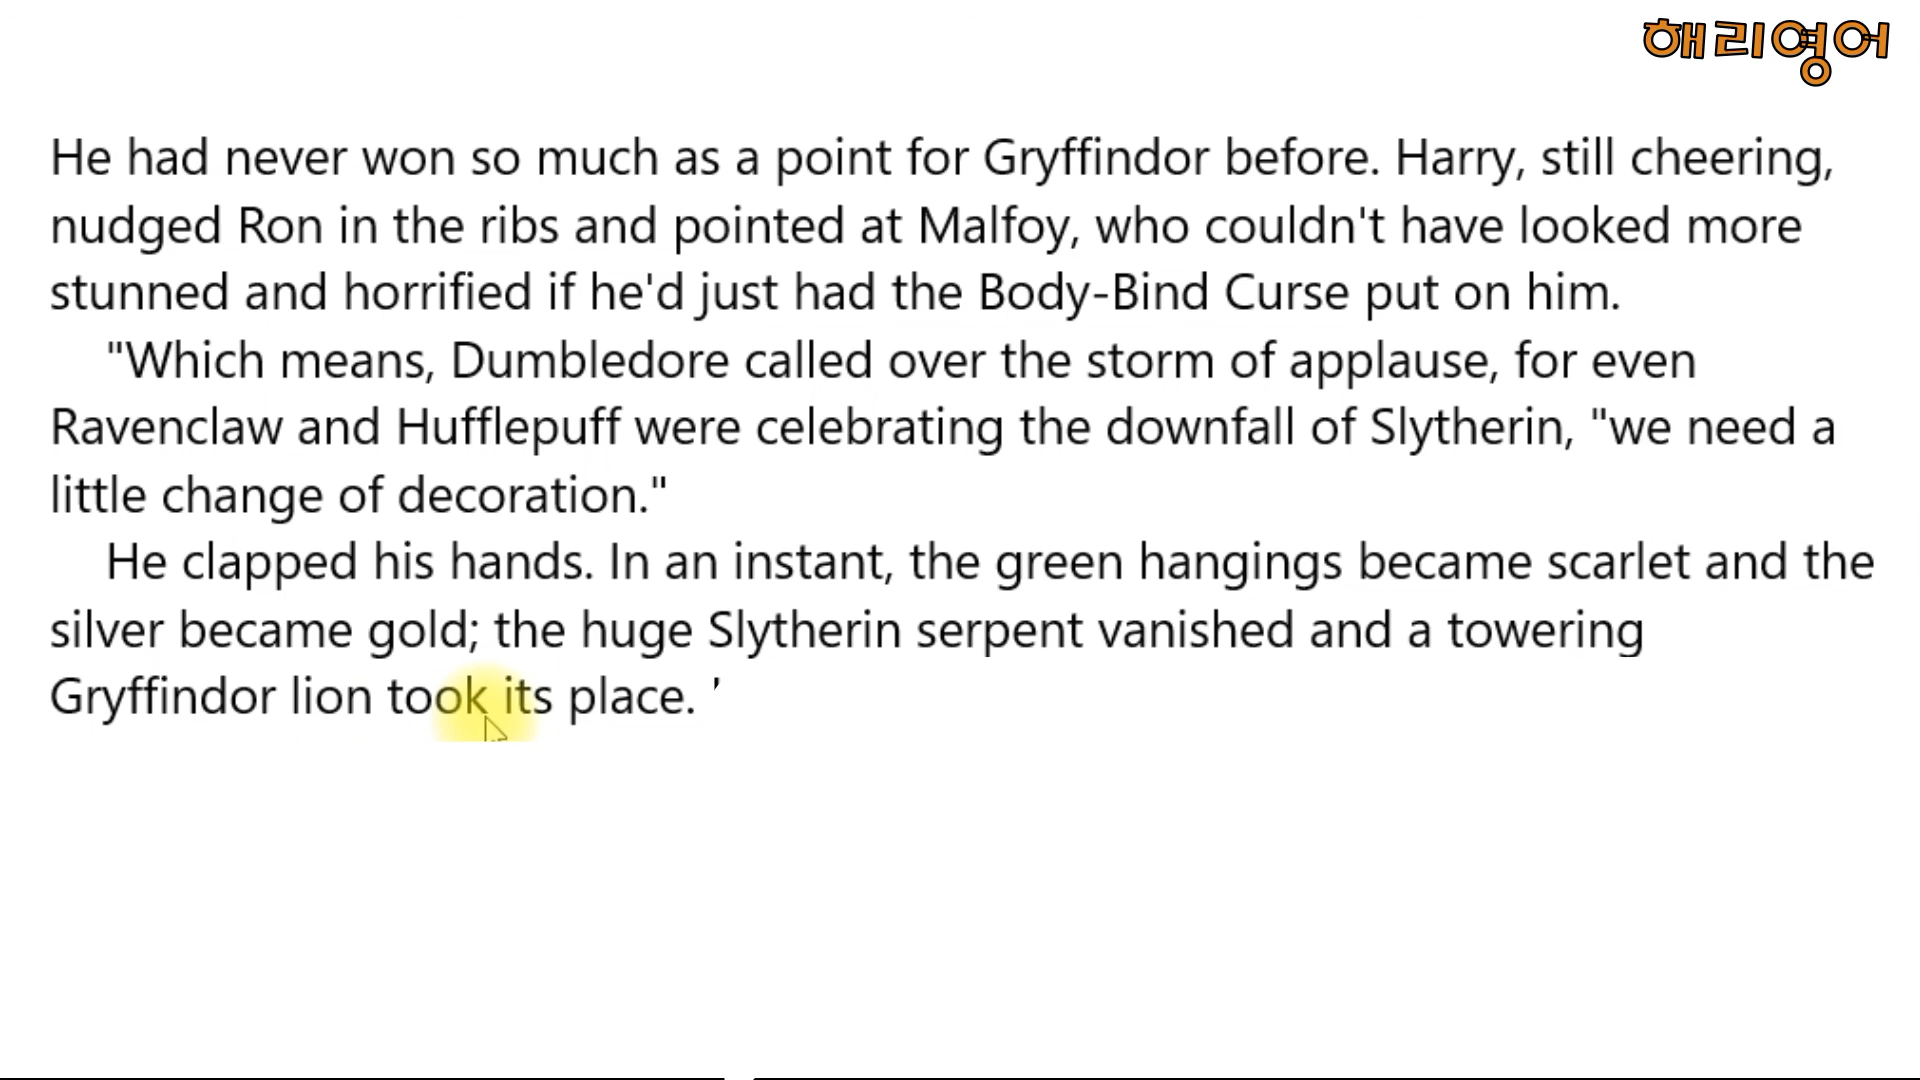 해리영어
He had never won so much as a point for Gryffindor before. Harry, still cheering,
nudged Ron in the ribs and pointed at Malfoy, who couldn't have looked more
stunned and horrified if he'd just had the Body-Bind Curse put on him.
"Which means, Dumbledore called over the storm of applause, for even
Ravenclaw and Hufflepuff were celebrating the downfall of Slytherin, "we need a
little change of decoration."
He clapped his hands. In an instant, the green hangings became scarlet and the
silver became gold; the huge Slytherin serpent vanished and a towering
Gryffindor lion took its place. '